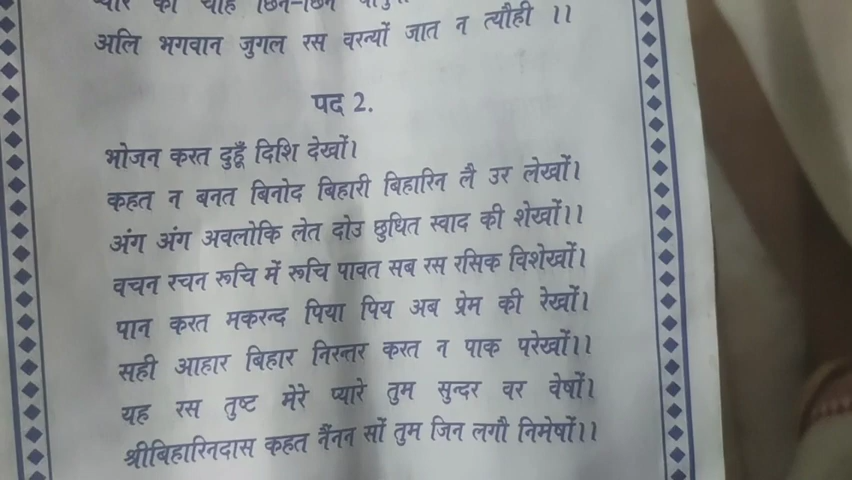 प्यार की चाह छिन-छिन
अलि भगवान जुगल रस वरन्यों जात न त्यौही ।।
पद 2.
भोजन करत दुहूँ दिशि देखों।
कहत न बनत बिनोद बिहारी बिहारिन लै उर लेखों।
अंग अंग अवलोकि लेत दोउ छुधित स्वाद की शेखों।।
वचन रचन रूचि में रूचि पावत सब रस रसिक विशेखों।
पान करत मकरन्द पिया पिय अब प्रेम की रेखों।
सही आहार बिहार निरन्तर करत न पाक परेखों।।
यह रस तुष्ट मेरे प्यारे तुम सुन्दर वर वेषों।
श्रीबिहारिनदास कहत नैंनन सों तुम जिन लगौ निमेषों।।